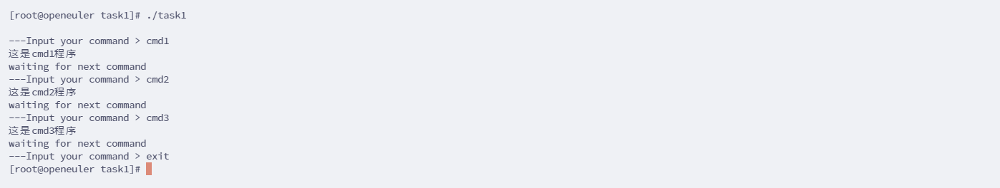 [root@openeuler task1]# ./task1
---Input your command > cmd1
这是cmd1程序
waiting for next command
---Input your command > cmd2
这是cmd2程序
waiting for next command
---Input your command > cmd3
这是cmd3程序
waiting for next command
---Input your command > exit
[root@openeuler task1]#